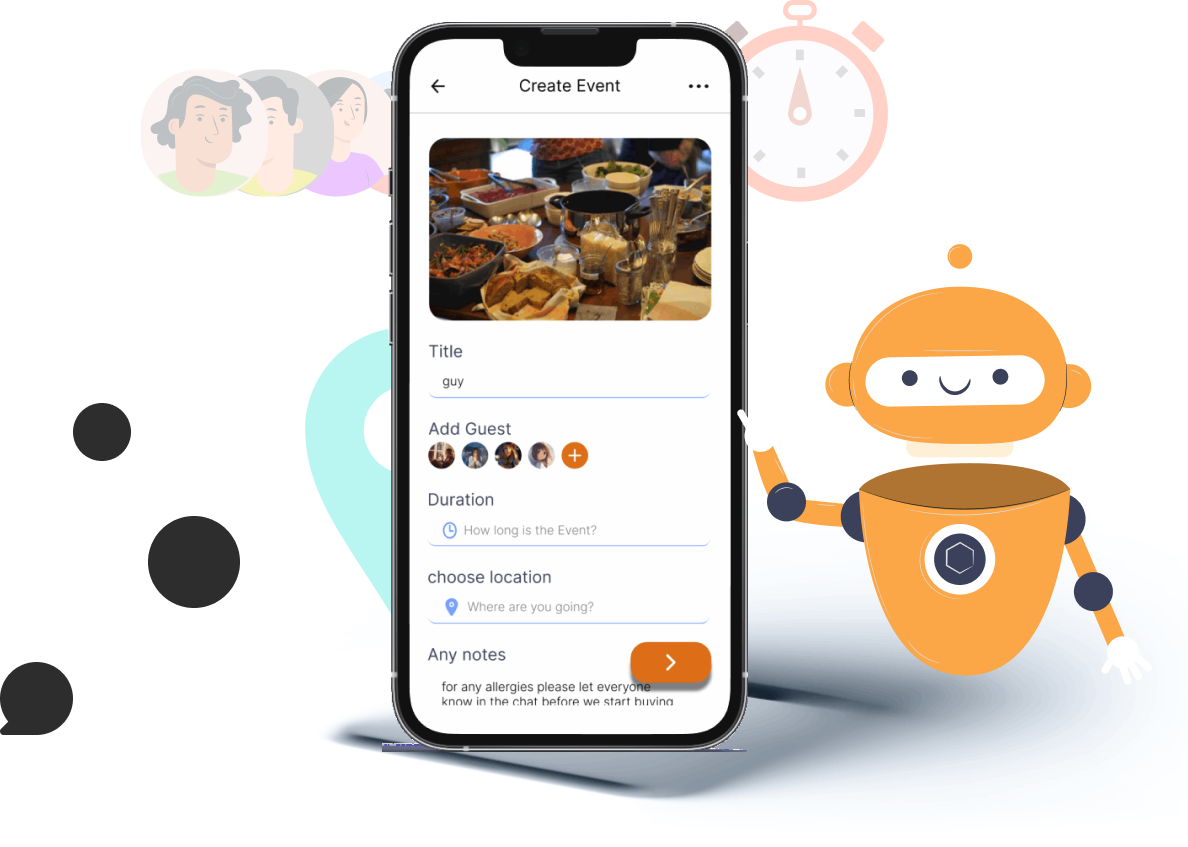 Create Event
Title
guy
Add Guest
Duration
How long is the Event?
choose location
Where are you going?
Any notes
for any allergies please let everyone
know in the chat before we start buying